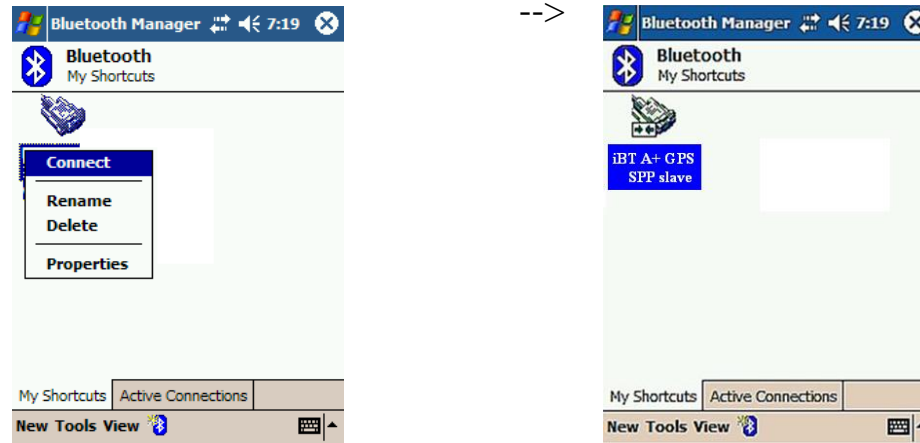 Bluetooth Manager 7:19
Bluetooth
My Shortcuts
Connect
Rename
Delete
Properties
My Shortcuts Active Connections
New Tools View
-->
Bluetooth Manager 7:19
Bluetooth
My Shortcuts
iBT A+ GPS
SPP slave
My Shortcuts Active Connections
New Tools View